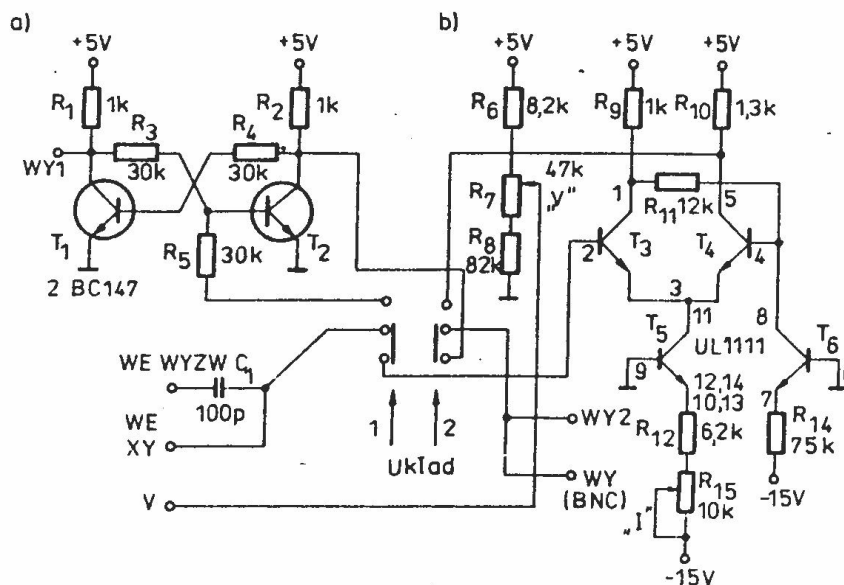 a)
b)
+5V
+5V
+5V
+5V
+5V
R1
1k
R2
1k
R6
8,2k
R9
1k
R10
1,3k
R3
30k
R4
30k
WY1
47k
R7
„V"
1
5
R11
12k
T1
T2
R5
30k
R8
82k
2
T3
T4
4
2 BC147
3
11
8
T5
UL1111
T6
9
WE WYZW
C1
100p
12,14
10,13
7
WE
XY
1
2
WY2
R12
6,2k
R14
75k
Układ
WY
(BNC)
R15
10k
-15V
V
„I"
-15V